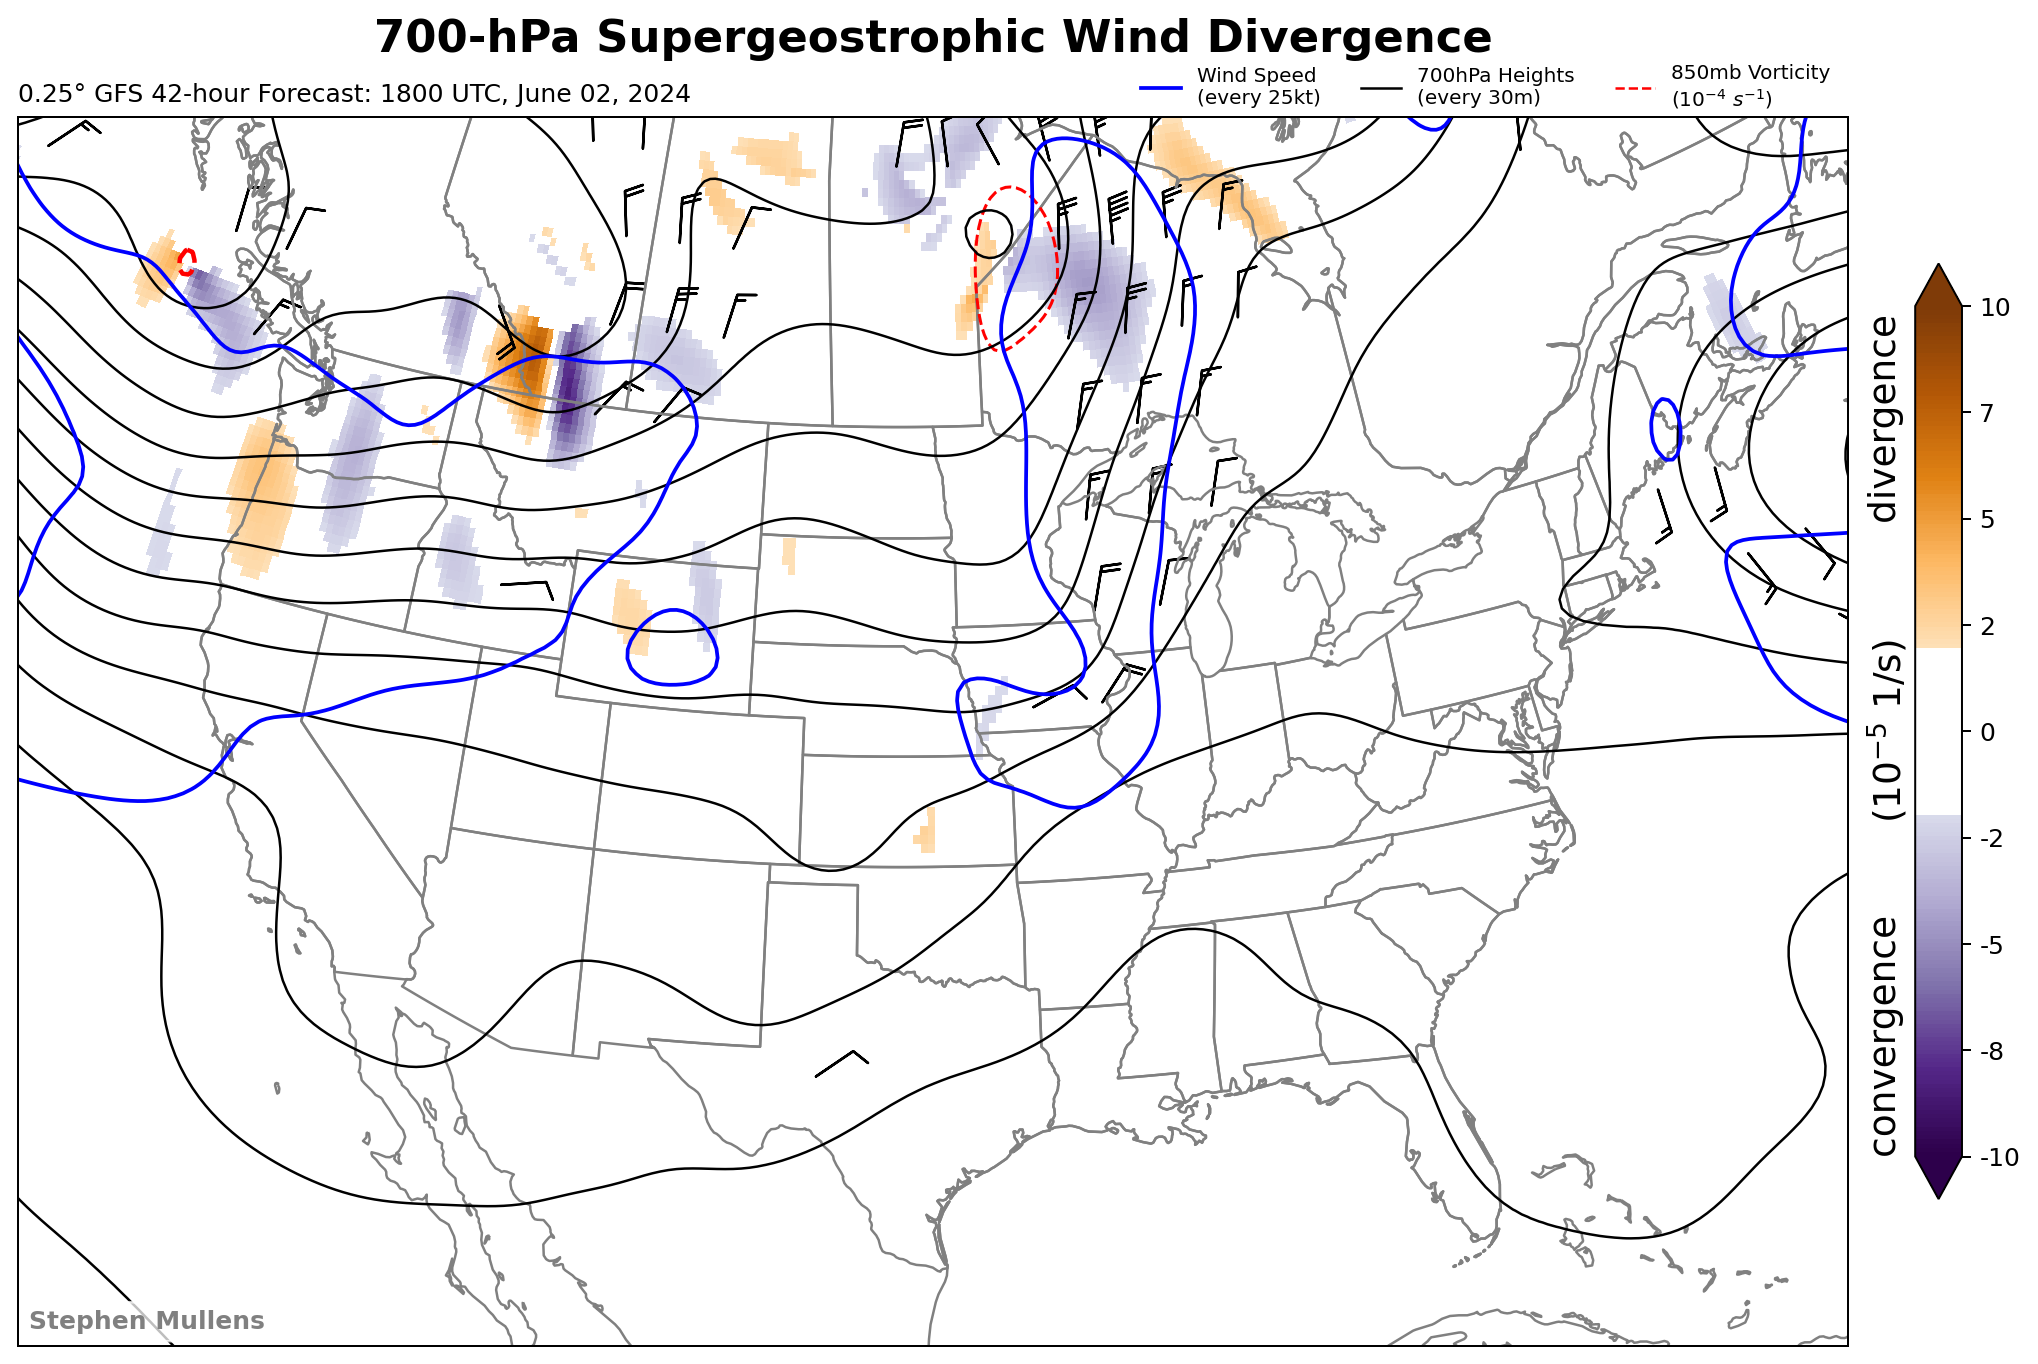 700-hPa Supergeostrophic Wind Divergence
0.25° GFS 42-hour Forecast: 1800 UTC, June 02, 2024
Wind Speed
(every 25kt)
700hPa Heights
(every 30m)
850mb Vorticity
(10⁻⁴ s⁻¹)
10
7
5
2
0
-2
-5
-8
-10
convergence (10⁻⁵ 1/s) divergence
Stephen Mullens